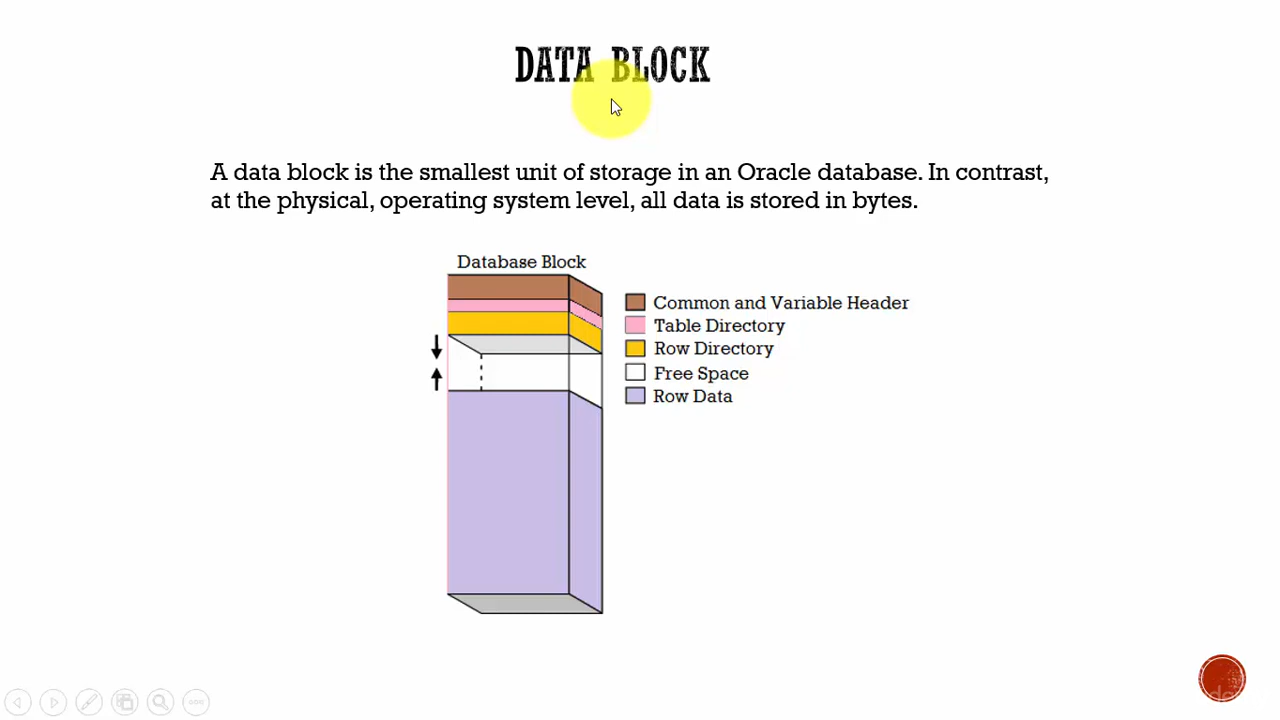 DATA BLOCK
A data block is the smallest unit of storage in an Oracle database. In contrast,
at the physical, operating system level, all data is stored in bytes.
Database Block
Common and Variable Header
Table Directory
Row Directory
Free Space
Row Data